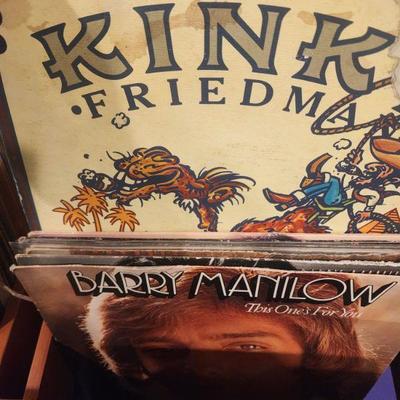 KINK
•FRIEDMA
BARRY MANILOW
This One's For You